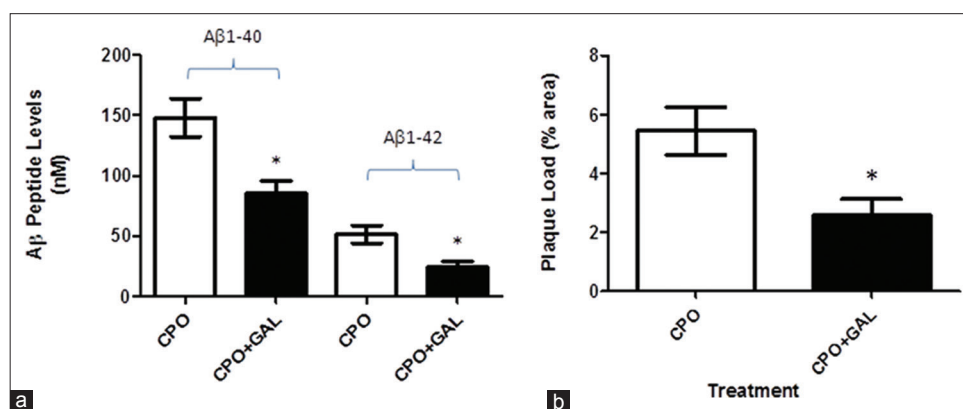 Aβ1-40
Aβ1-42
Aβ Peptide Levels
(nM)
200
150
100
50
0
*
*
CPO
CPO+GAL
CPO
CPO+GAL
a
Plaque Load (% area)
8
6
4
2
0
*
CPO
CPO+GAL
Treatment
b